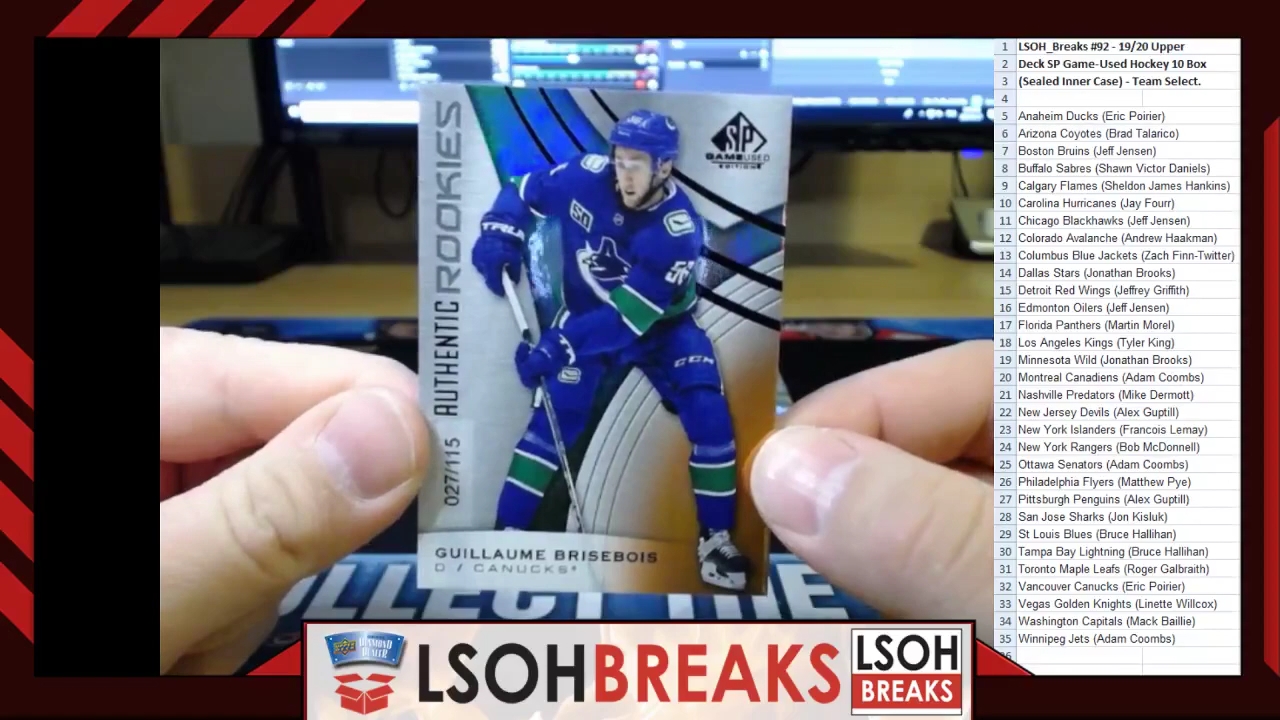 AUTHENTIC ROOKIES
027/115
SP
GAMEUSED
EDITION
50
56
TRUE
CCM
GUILLAUME BRISEBOIS
D / CANUCKS
LLECT THE
1 LSOH_Breaks #92 - 19/20 Upper
2 Deck SP Game-Used Hockey 10 Box
3 (Sealed Inner Case) - Team Select.
4
5 Anaheim Ducks (Eric Poirier)
6 Arizona Coyotes (Brad Talarico)
7 Boston Bruins (Jeff Jensen)
8 Buffalo Sabres (Shawn Victor Daniels)
9 Calgary Flames (Sheldon James Hankins)
10 Carolina Hurricanes (Jay Fourr)
11 Chicago Blackhawks (Jeff Jensen)
12 Colorado Avalanche (Andrew Haakman)
13 Columbus Blue Jackets (Zach Finn-Twitter)
14 Dallas Stars (Jonathan Brooks)
15 Detroit Red Wings (Jeffrey Griffith)
16 Edmonton Oilers (Jeff Jensen)
17 Florida Panthers (Martin Morel)
18 Los Angeles Kings (Tyler King)
19 Minnesota Wild (Jonathan Brooks)
20 Montreal Canadiens (Adam Coombs)
21 Nashville Predators (Mike Dermott)
22 New Jersey Devils (Alex Guptill)
23 New York Islanders (Francois Lemay)
24 New York Rangers (Bob McDonnell)
25 Ottawa Senators (Adam Coombs)
26 Philadelphia Flyers (Matthew Pye)
27 Pittsburgh Penguins (Alex Guptill)
28 San Jose Sharks (Jon Kisluk)
29 St Louis Blues (Bruce Hallihan)
30 Tampa Bay Lightning (Bruce Hallihan)
31 Toronto Maple Leafs (Roger Galbraith)
32 Vancouver Canucks (Eric Poirier)
33 Vegas Golden Knights (Linette Willcox)
34 Washington Capitals (Mack Baillie)
35 Winnipeg Jets (Adam Coombs)
36
DIAMOND
DEALER
LSOHBREAKS
LSOH
BREAKS